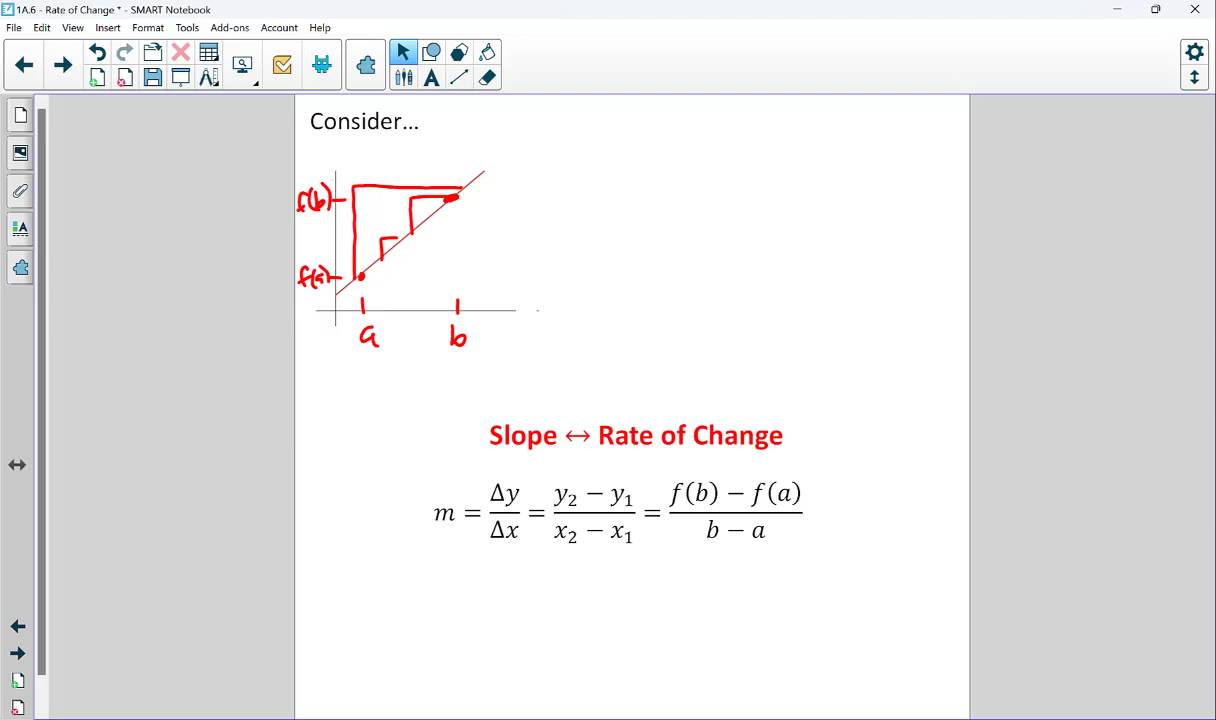 1A.6 - Rate of Change * - SMART Notebook
File Edit View Insert Format Tools Add-ons Account Help
Consider...
f(b)
f(a)
a b
Slope ↔ Rate of Change
m = Δy/Δx = y₂ − y₁/x₂ − x₁ = f(b) − f(a)/b − a